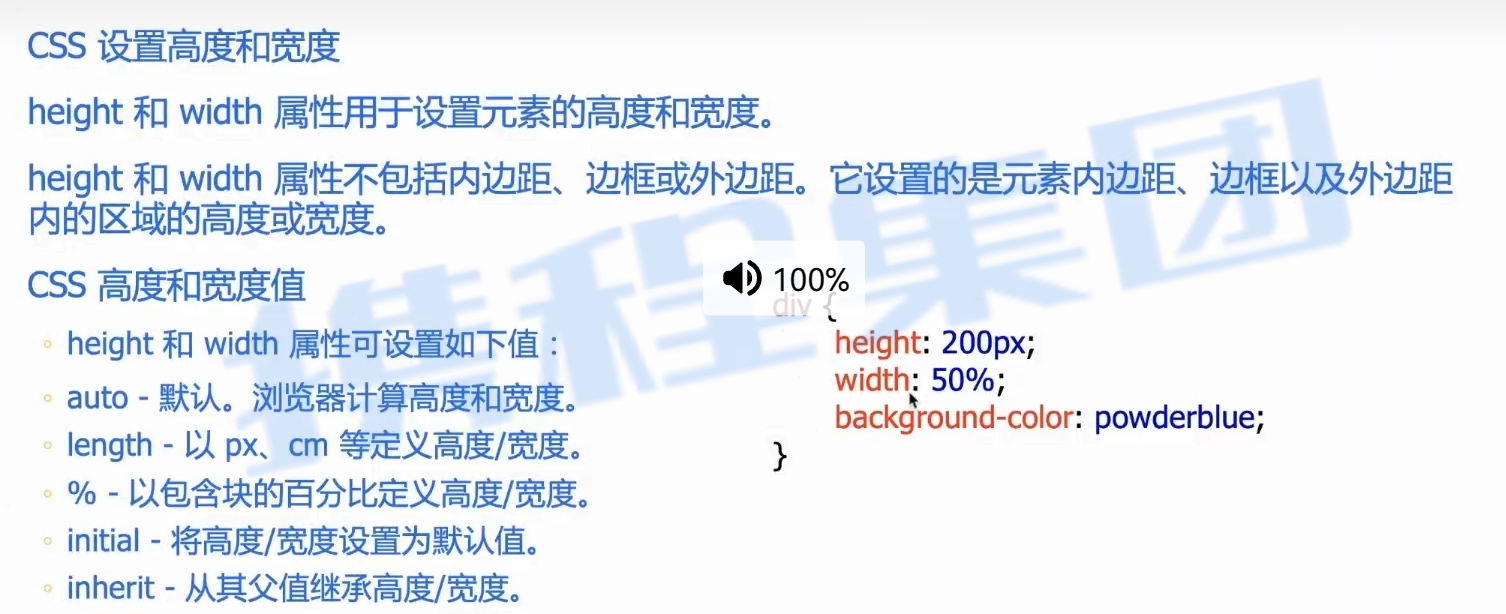 CSS 设置高度和宽度
height 和 width 属性用于设置元素的高度和宽度。
height 和 width 属性不包括内边距、边框或外边距。它设置的是元素内边距、边框以及外边距
内的区域的高度或宽度。
CSS 高度和宽度值
height 和 width 属性可设置如下值：
auto - 默认。浏览器计算高度和宽度。
length - 以 px、cm 等定义高度/宽度。
% - 以包含块的百分比定义高度/宽度。
initial - 将高度/宽度设置为默认值。
inherit - 从其父值继承高度/宽度。
100%
div {
height: 200px;
width: 50%;
background-color: powderblue;
}
携程集团